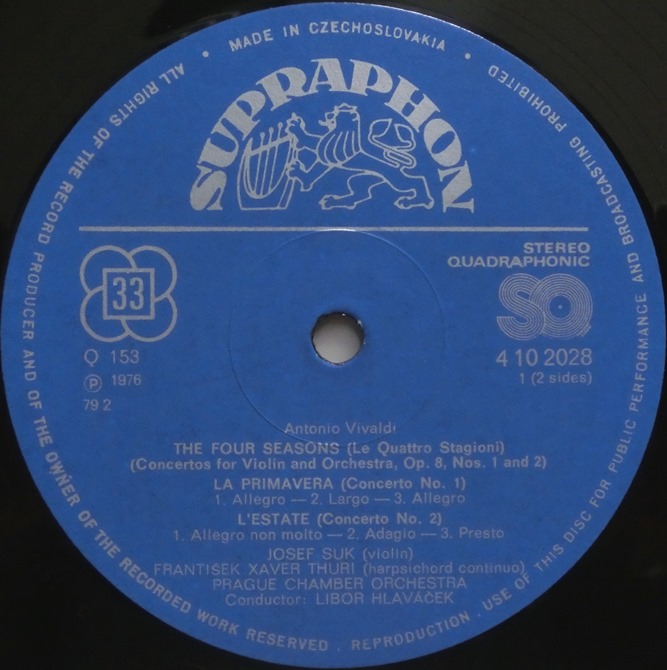 MADE IN CZECHOSLOVAKIA
ALL RIGHTS OF THE RECORD PRODUCER AND OF THE OWNER OF THE RECORDED WORK RESERVED . REPRODUCTION . USE OF THIS DISC FOR PUBLIC PERFORMANCE AND BROADCASTING PROHIBITED
SUPRAPHON
STEREO
QUADRAPHONIC
33
SQ
Q 153
4 10 2028
Ⓟ 1976
1 (2 sides)
79 2
Antonio Vivaldi
THE FOUR SEASONS (Le Quattro Stagioni)
(Concertos for Violin and Orchestra, Op. 8, Nos. 1 and 2)
LA PRIMAVERA (Concerto No. 1)
1. Allegro — 2. Largo — 3. Allegro
L'ESTATE (Concerto No. 2)
1. Allegro non molto — 2. Adagio — 3. Presto
JOSEF SUK (violin)
FRANTIŠEK XAVER THURI (harpsichord continuo)
PRAGUE CHAMBER ORCHESTRA
Conductor: LIBOR HLAVÁČEK